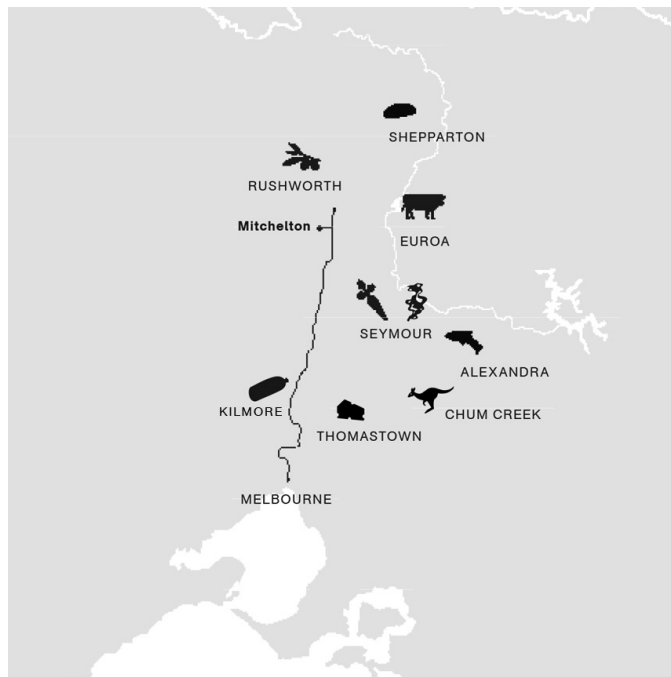 SHEPPARTON
RUSHWORTH
Mitchelton
EUROA
SEYMOUR
ALEXANDRA
KILMORE
CHUM CREEK
THOMASTOWN
MELBOURNE